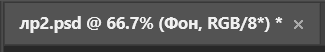 лр2.psd @ 66.7% (Фон, RGB/8*) * ×